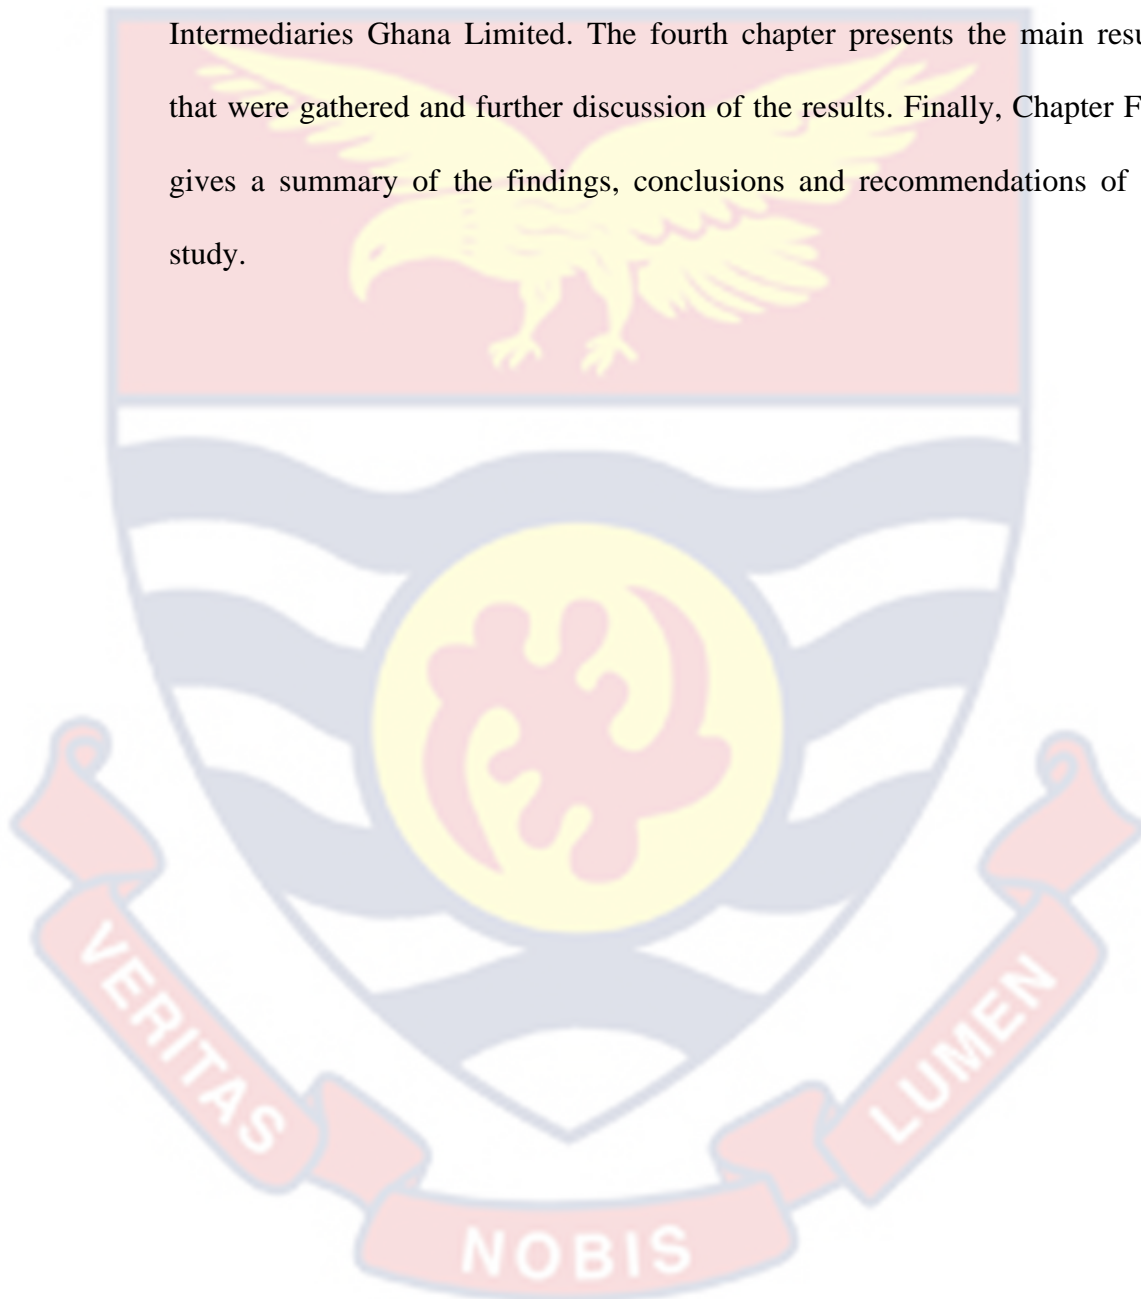 Intermediaries Ghana Limited. The fourth chapter presents the main resu
that were gathered and further discussion of the results. Finally, Chapter F
gives a summary of the findings, conclusions and recommendations of
study.
VERITAS
NOBIS
LUMEN